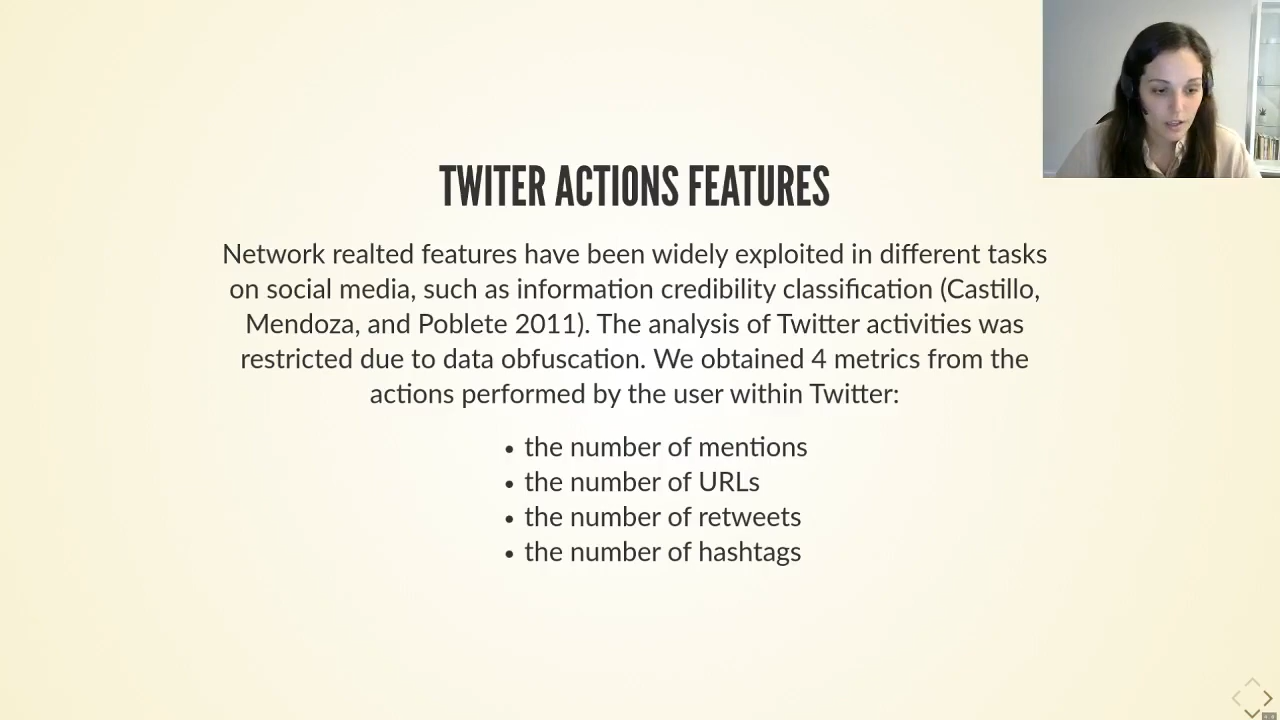 TWITER ACTIONS FEATURES
Network realted features have been widely exploited in different tasks
on social media, such as information credibility classification (Castillo,
Mendoza, and Poblete 2011). The analysis of Twitter activities was
restricted due to data obfuscation. We obtained 4 metrics from the
actions performed by the user within Twitter:
• the number of mentions
• the number of URLs
• the number of retweets
• the number of hashtags